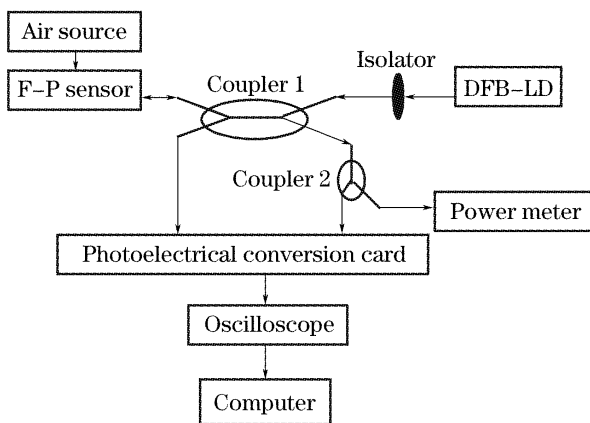 Air source
F-P sensor
Coupler 1
Isolator
DFB-LD
Coupler 2
Power meter
Photoelectrical conversion card
Oscilloscope
Computer